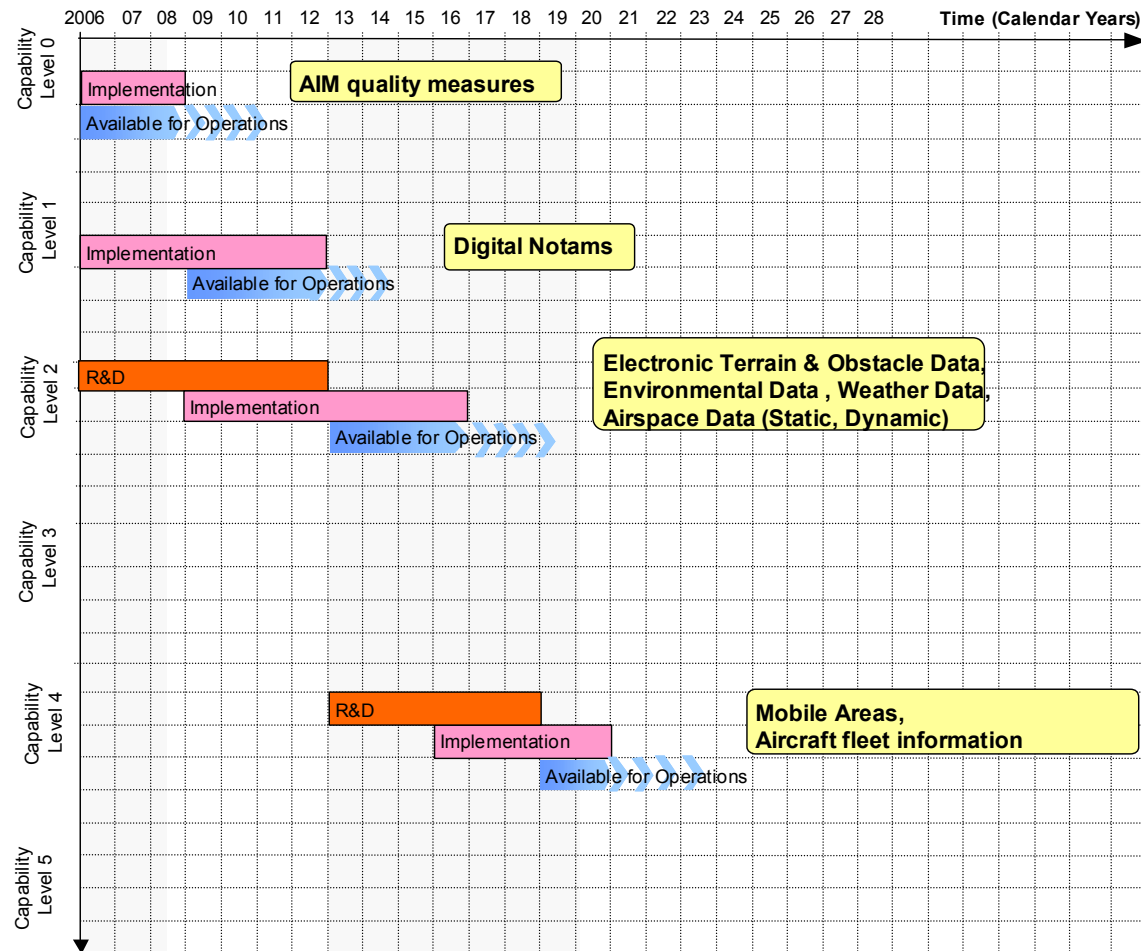 2006 07 08 09 10 11 12 13 14 15 16 17 18 19 20 21 22 23 24 25 26 27 28 Time (Calendar Years)
Capability
Level 0
Implementation
Available for Operations
AIM quality measures
Capability
Level 1
Implementation
Available for Operations
Digital Notams
Capability
Level 2
R&D
Implementation
Available for Operations
Electronic Terrain & Obstacle Data,
Environmental Data , Weather Data,
Airspace Data (Static, Dynamic)
Capability
Level 3
Capability
Level 4
R&D
Implementation
Available for Operations
Mobile Areas,
Aircraft fleet information
Capability
Level 5